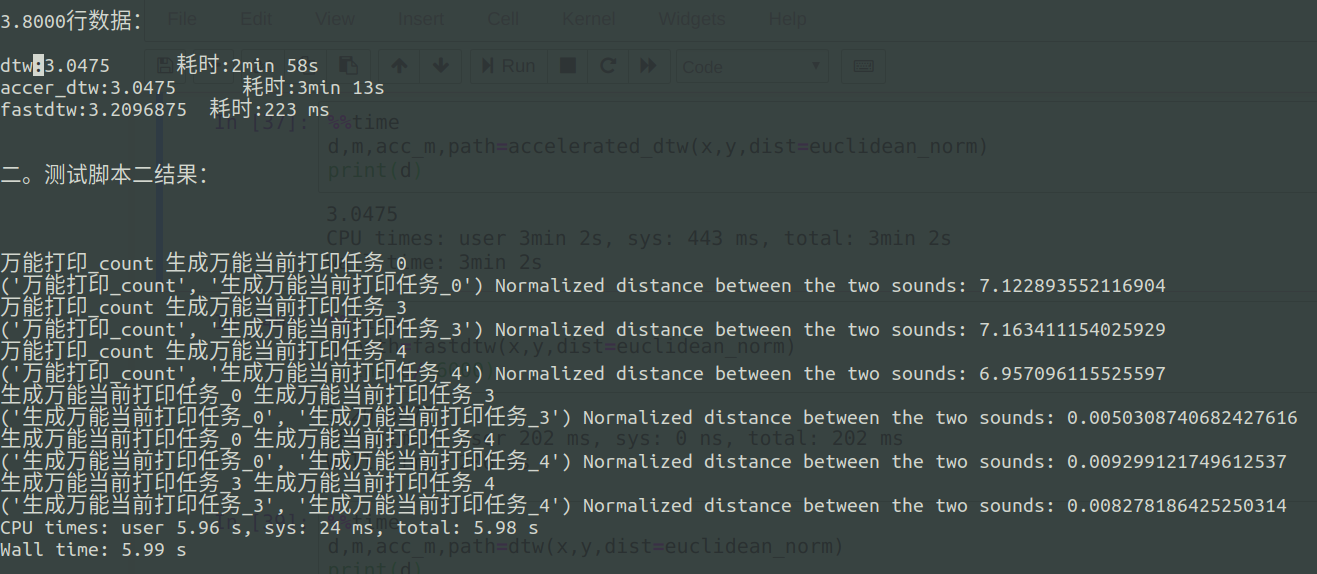 File Edit View Insert Cell Kernel Widgets Help
3.8000行数据：
Run Code
dtw:3.0475 耗时:2min 58s
accer_dtw:3.0475 耗时:3min 13s
fastdtw:3.2096875 耗时:223 ms
In [37]: %%time
d,m,acc_m,path=accelerated_dtw(x,y,dist=euclidean_norm)
print(d)
二。测试脚本二结果：
3.0475
CPU times: user 3min 2s, sys: 443 ms, total: 3min 2s
time: 3min 2s
万能打印_count 生成万能当前打印任务_0
('万能打印_count', '生成万能当前打印任务_0') Normalized distance between the two sounds: 7.122893552116904
万能打印_count 生成万能当前打印任务_3
('万能打印_count', '生成万能当前打印任务_3') Normalized distance between the two sounds: 7.163411154025929
h=fastdtw(x,y,dist=euclidean_norm)
万能打印_count 生成万能当前打印任务_4
('万能打印_count', '生成万能当前打印任务_4') Normalized distance between the two sounds: 6.957096115525597
生成万能当前打印任务_0 生成万能当前打印任务_3
('生成万能当前打印任务_0', '生成万能当前打印任务_3') Normalized distance between the two sounds: 0.0050308740682427616
生成万能当前打印任务_0 生成万能当前打印任务_4
202 ms, sys: 0 ns, total: 202 ms
('生成万能当前打印任务_0', '生成万能当前打印任务_4') Normalized distance between the two sounds: 0.009299121749612537
生成万能当前打印任务_3 生成万能当前打印任务_4
('生成万能当前打印任务_3', '生成万能当前打印任务_4') Normalized distance between the two sounds: 0.008278186425250314
CPU times: user 5.96 s, sys: 24 ms, total: 5.98 s
Wall time: 5.99 s
d,m,acc_m,path=dtw(x,y,dist=euclidean_norm)
print(d)